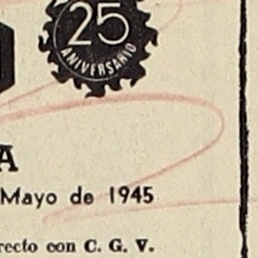 25
ANIVERSARIO
A
Mayo de 1945
recto con C. G. V.